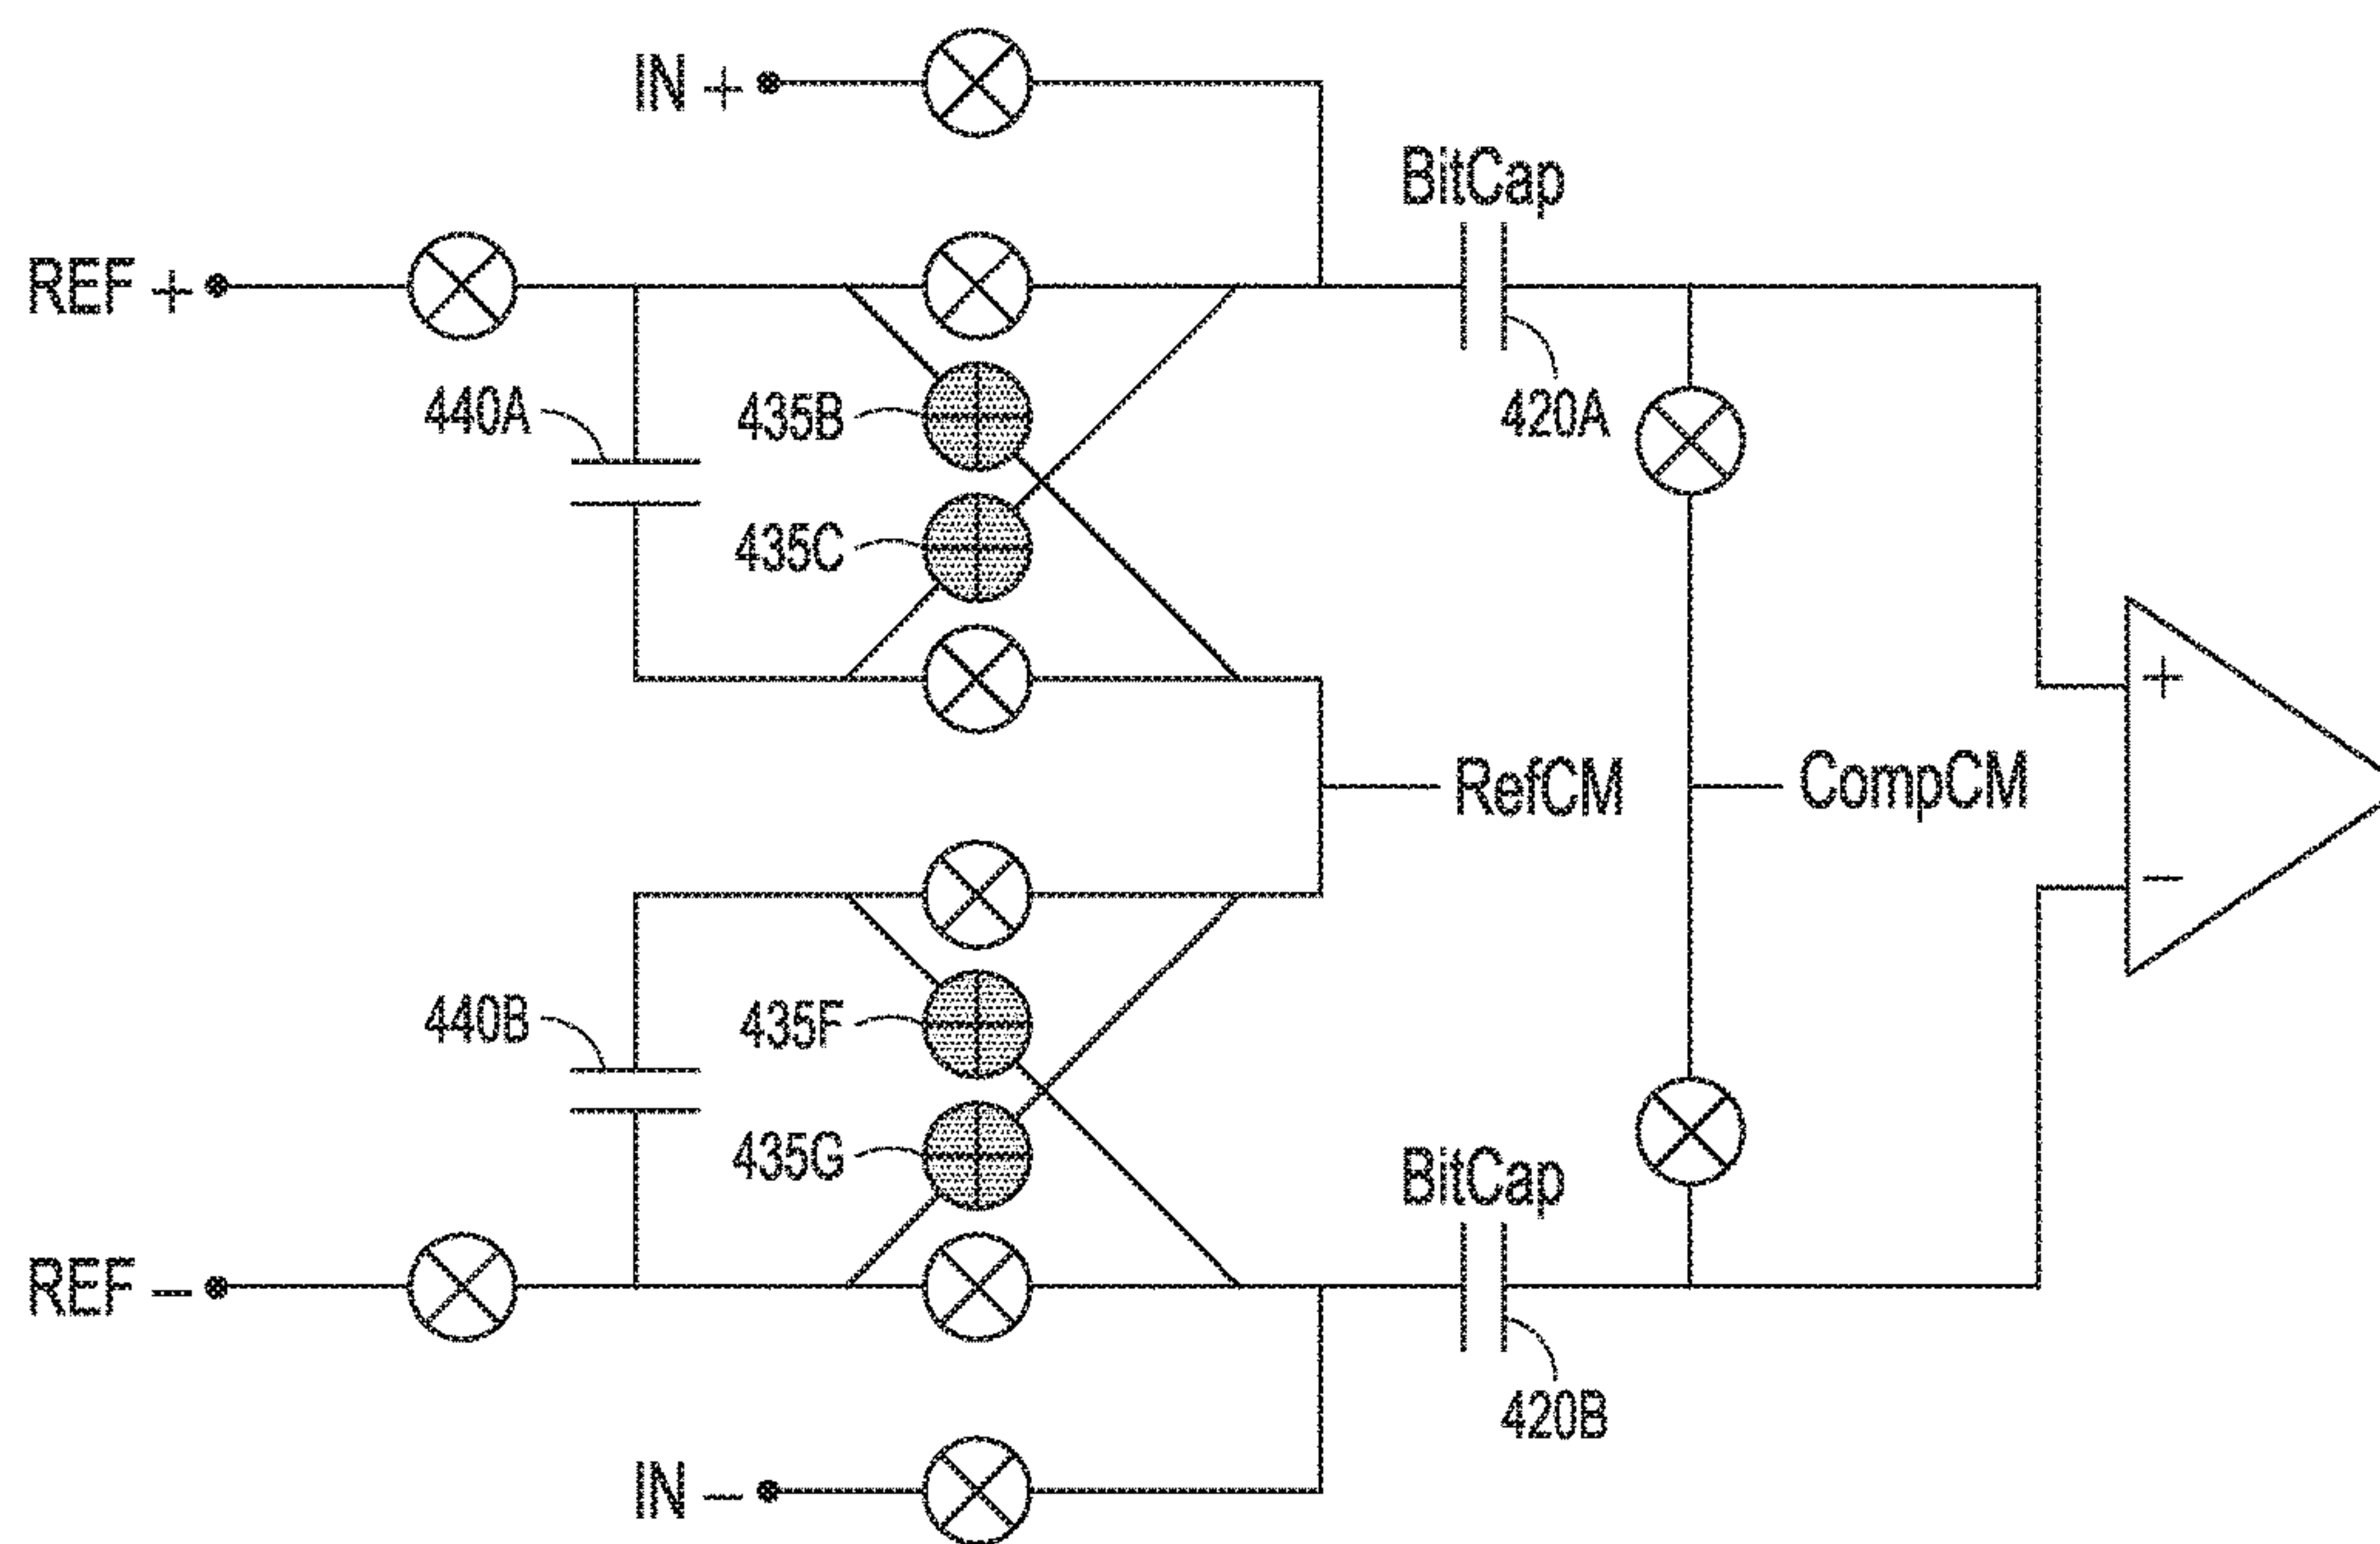 IN +
BitCap
REF +
440A
435B
420A
435C
+
RefCM
CompCM
−
440B
435F
435G
BitCap
REF −
420B
IN −